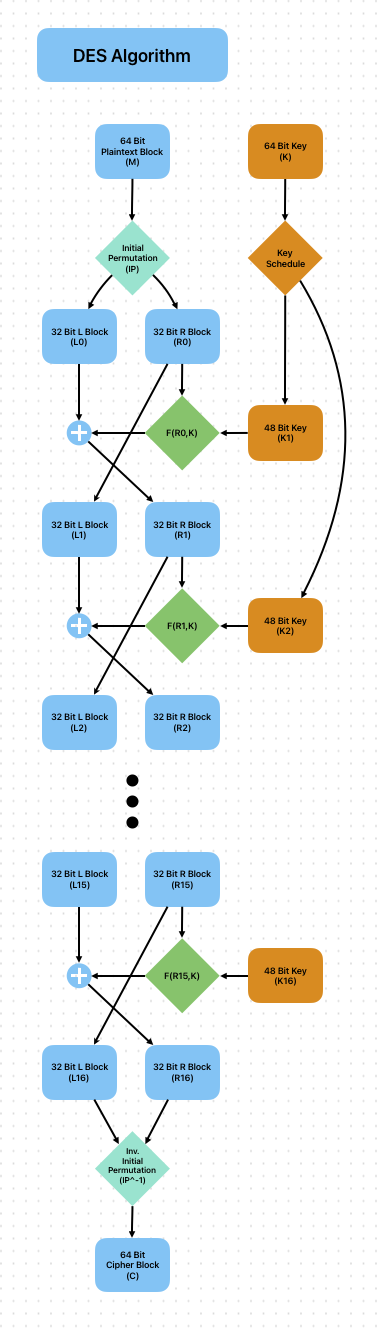 DES Algorithm
64 Bit
Plaintext Block
(M)
64 Bit Key
(K)
Initial
Permutation
(IP)
Key
Schedule
32 Bit L Block
(L0)
32 Bit R Block
(R0)
F(R0,K)
48 Bit Key
(K1)
32 Bit L Block
(L1)
32 Bit R Block
(R1)
F(R1,K)
48 Bit Key
(K2)
32 Bit L Block
(L2)
32 Bit R Block
(R2)
32 Bit L Block
(L15)
32 Bit R Block
(R15)
F(R15,K)
48 Bit Key
(K16)
32 Bit L Block
(L16)
32 Bit R Block
(R16)
Inv.
Initial
Permutation
(IP^-1)
64 Bit
Cipher Block
(C)